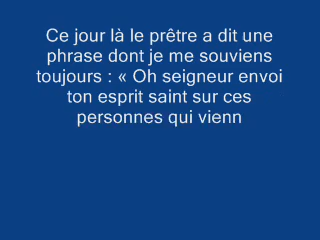 Ce jour là le prêtre a dit une
phrase dont je me souviens
toujours : « Oh seigneur envoi
ton esprit saint sur ces
personnes qui vienn